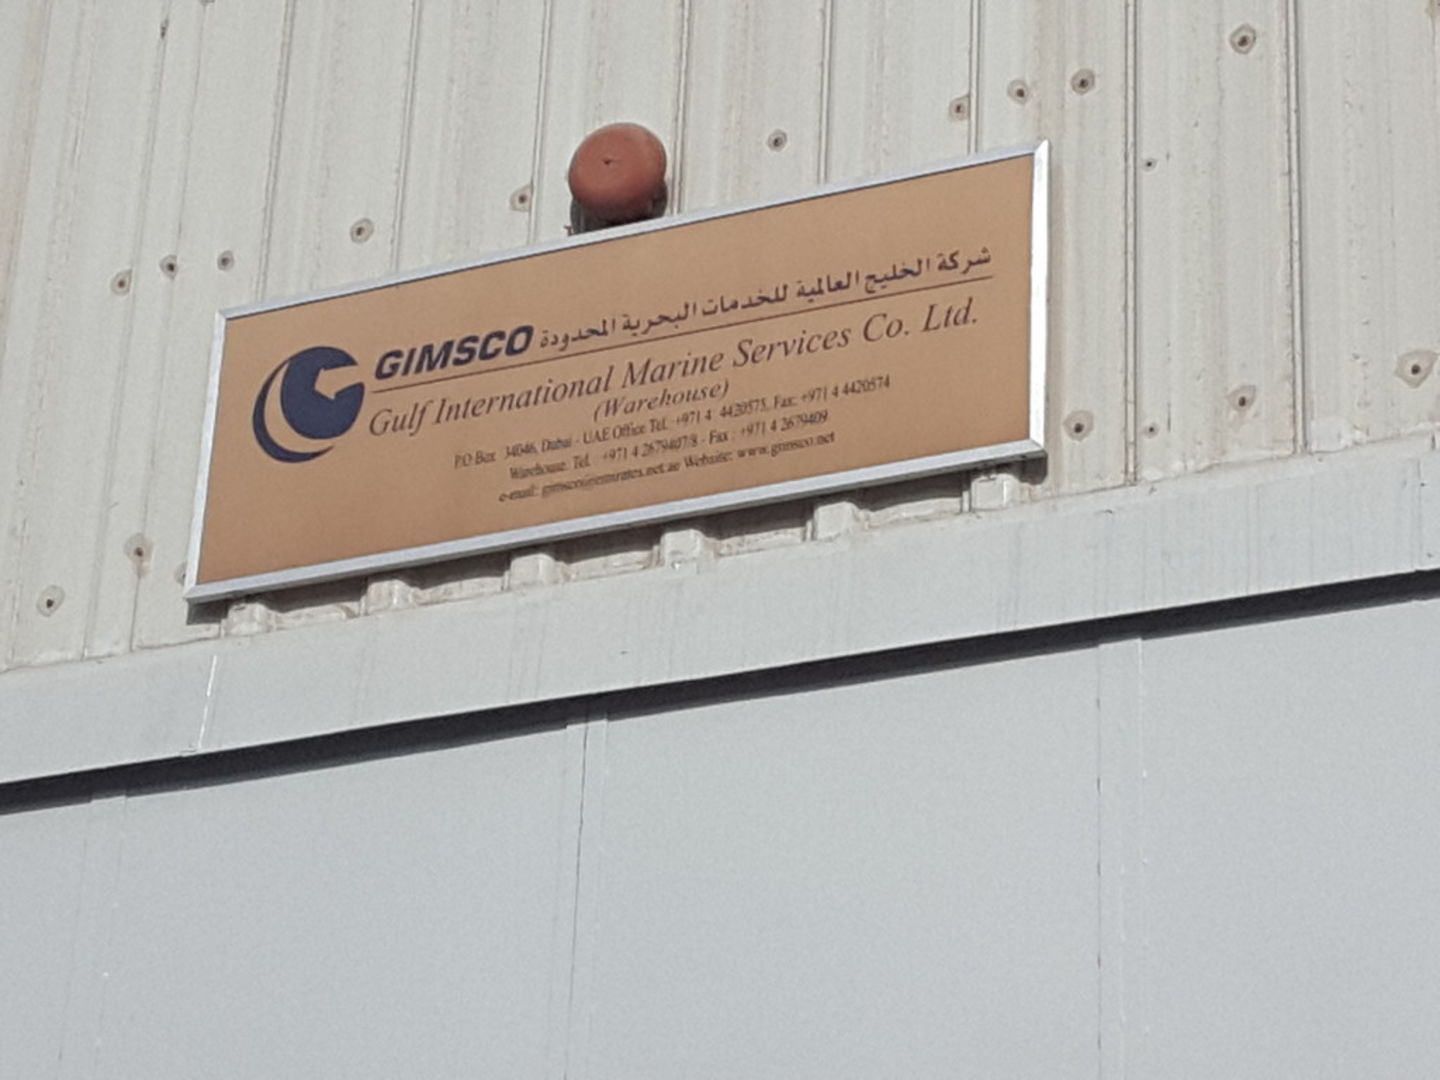 شركة الخليج العالمية للخدمات البحرية المحدودة
GIMSCO
Gulf International Marine Services Co. Ltd.
(Warehouse)
P.O Box 34046, Dubai - UAE Office Tel.: +971 4 4420575, Fax: +971 4 4420574
Warehouse. Tel. : +971 4 2679407/8 - Fax : +971 4 2679409
e-mail: gimsco@emirates.net.ae Website: www.gimsco.net